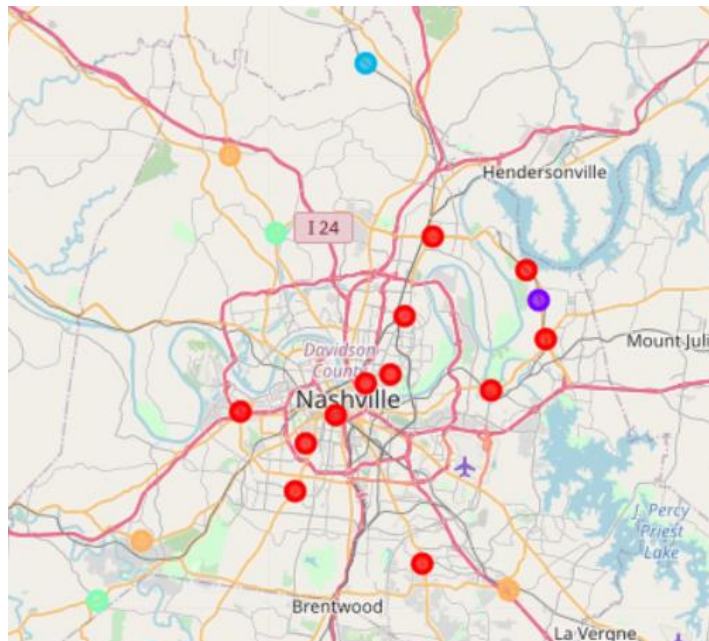 Hendersonville
I 24
Mount Juli
Davidson
County
Nashville
J. Percy
Priest
Lake
Brentwood
La Vergne